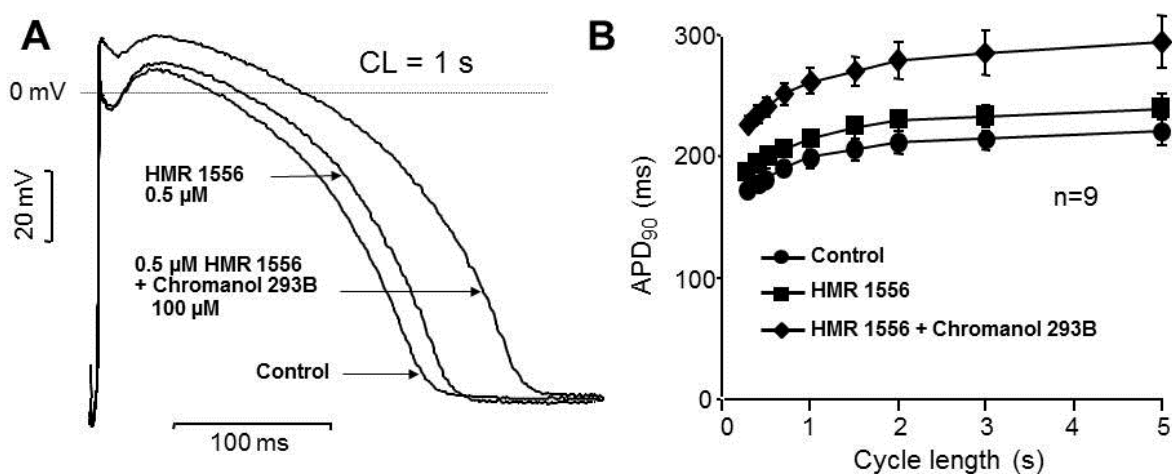 A
CL = 1 s
0 mV
20 mV
HMR 1556
0.5 µM
0.5 µM HMR 1556
+ Chromanol 293B
100 µM
Control
100 ms
B
300
200
100
0
APD90 (ms)
n=9
Control
HMR 1556
HMR 1556 + Chromanol 293B
0 1 2 3 4 5
Cycle length (s)